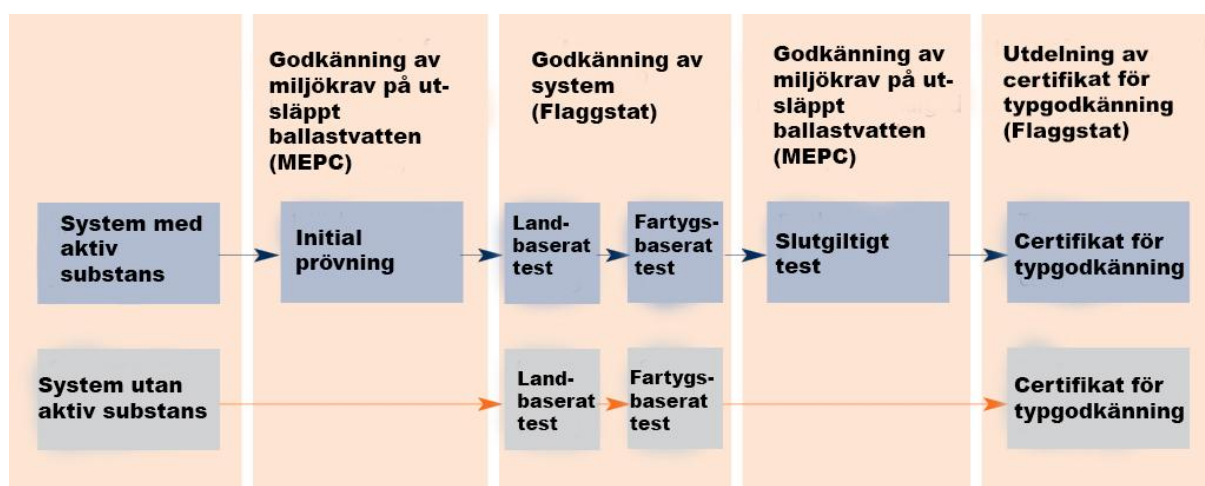 Godkänning av
miljökrav på ut-
släppt
ballastvatten
(MEPC)
Godkänning av
system
(Flaggstat)
Godkänning av
miljökrav på ut-
släppt
ballastvatten
(MEPC)
Utdelning av
certifikat för
typgodkänning
(Flaggstat)
System med
aktiv
substans
Initial
prövning
Land-
baserat
test
Fartygs-
baserat
test
Slutgiltigt
test
Certifikat för
typgodkänning
System utan
aktiv substans
Land-
baserat
test
Fartygs-
baserat
test
Certifikat för
typgodkänning